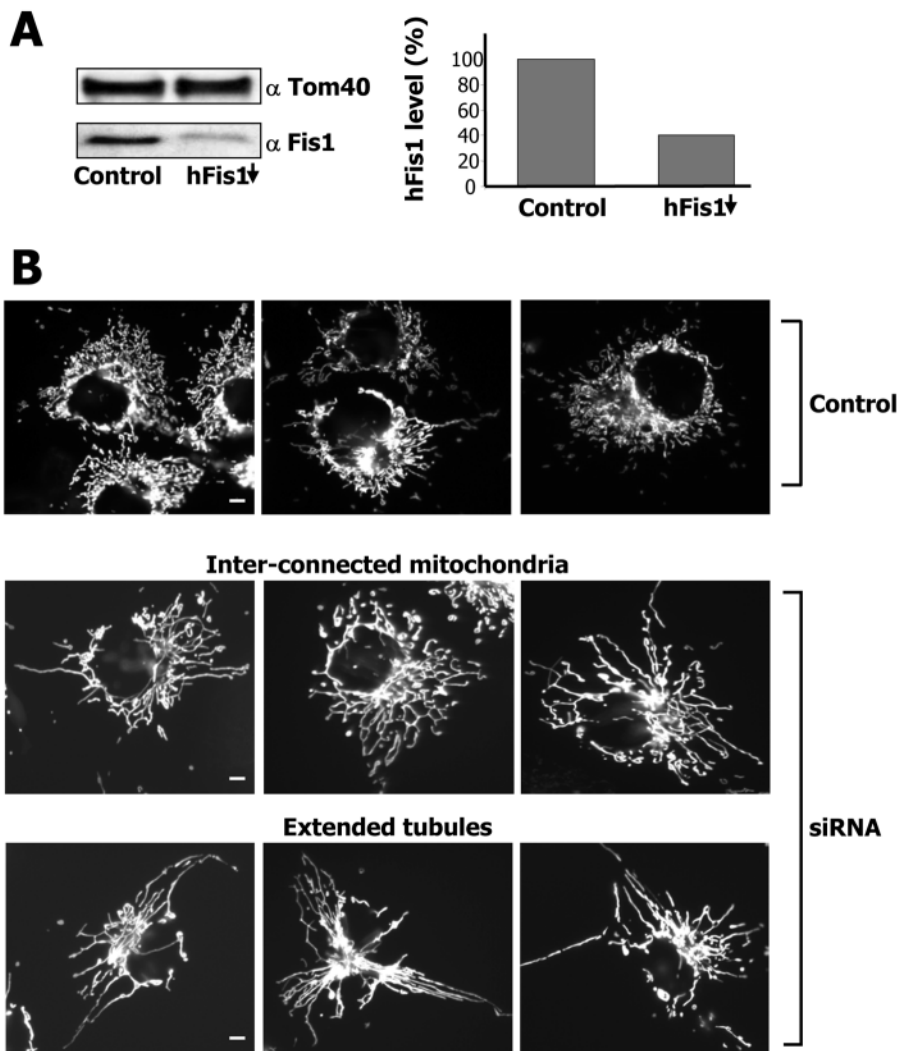 A
α Tom40
α Fis1
Control hFis1↓
hFis1 level (%)
100
80
60
40
20
0
Control hFis1↓
B
Control
Inter-connected mitochondria
Extended tubules
siRNA